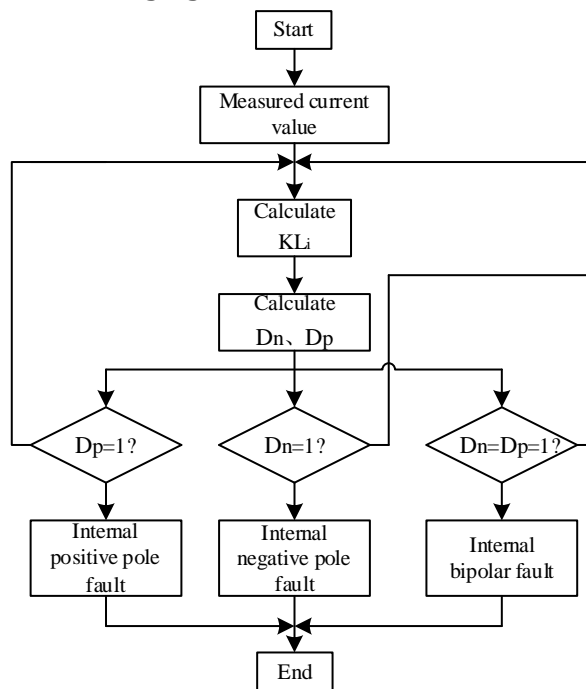 Start
Measured current
value
Calculate
KLi
Calculate
Dn、Dp
Dp=1?
Dn=1?
Dn=Dp=1?
Internal
positive pole
fault
Internal
negative pole
fault
Internal
bipolar fault
End